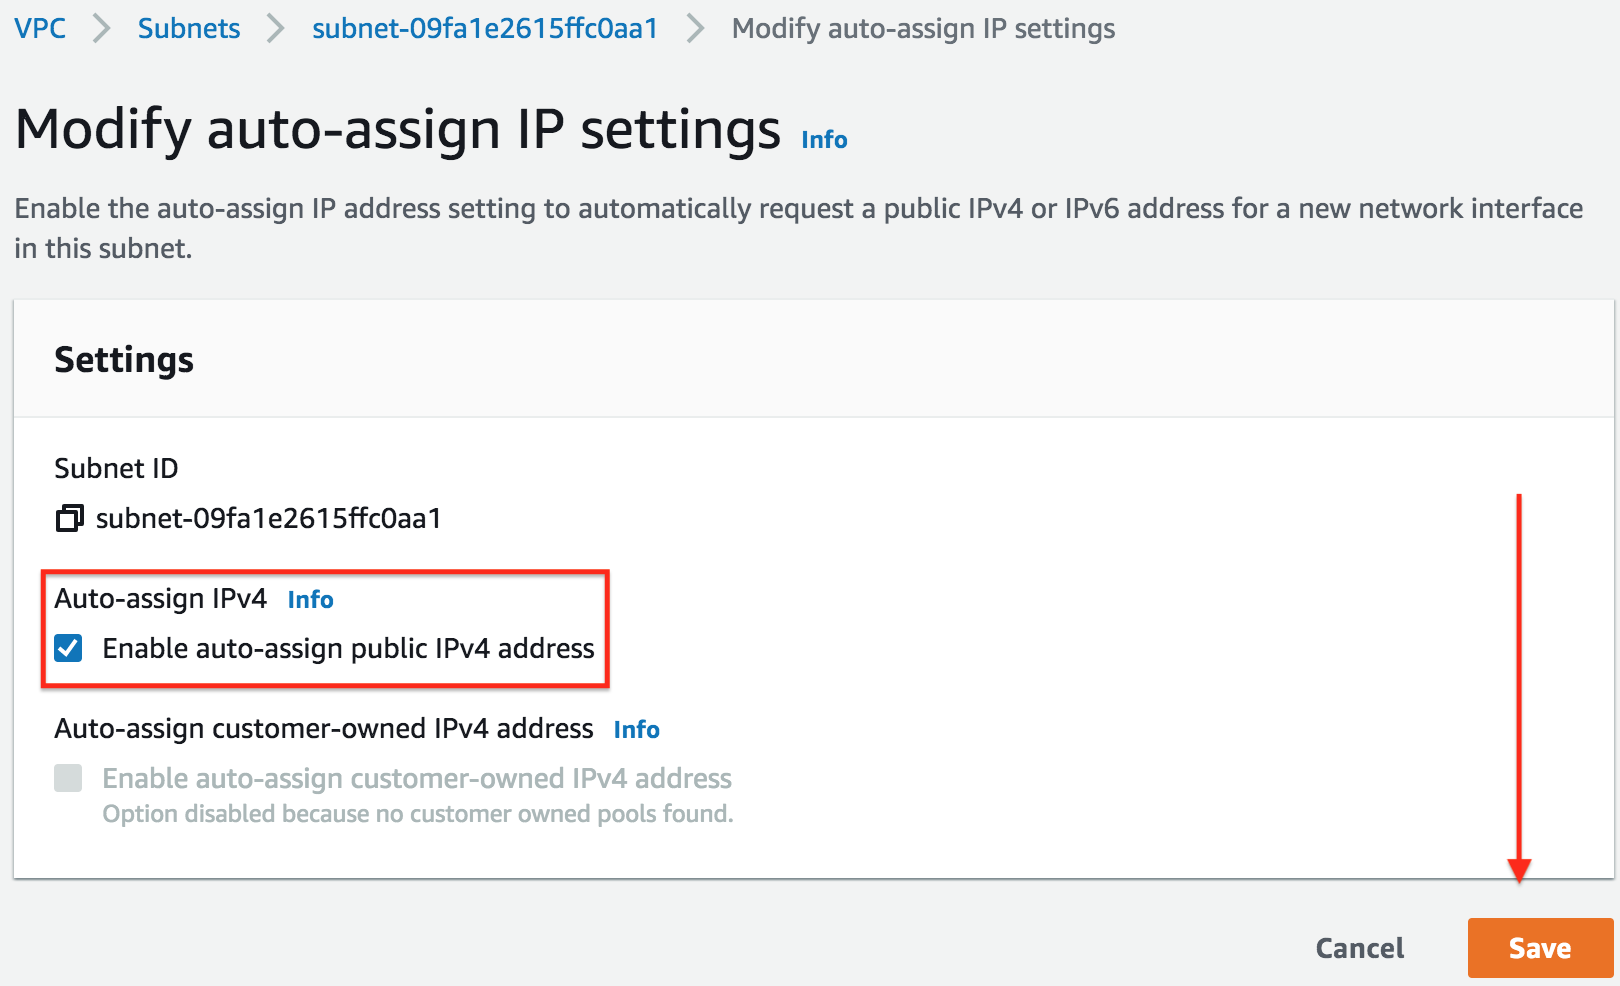 VPC > Subnets > subnet-09fa1e2615ffc0aa1 > Modify auto-assign IP settings
Modify auto-assign IP settings Info
Enable the auto-assign IP address setting to automatically request a public IPv4 or IPv6 address for a new network interface
in this subnet.
Settings
Subnet ID
subnet-09fa1e2615ffc0aa1
Auto-assign IPv4 Info
Enable auto-assign public IPv4 address
Auto-assign customer-owned IPv4 address Info
Enable auto-assign customer-owned IPv4 address
Option disabled because no customer owned pools found.
Cancel Save